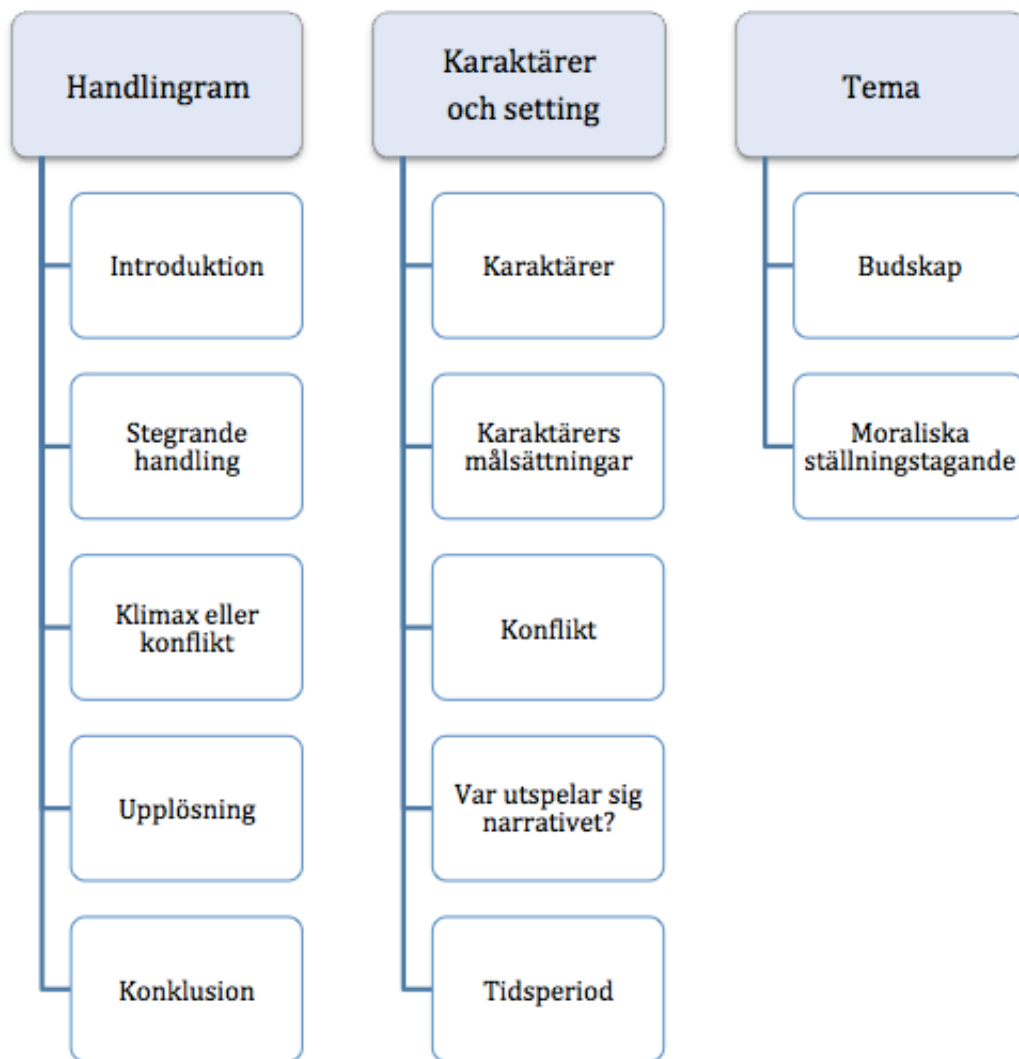 Handlingram
Introduktion
Stegrande
handling
Klimax eller
konflikt
Upplösning
Konklusion
Karaktärer
och setting
Karaktärer
Karaktärers
målsättningar
Konflikt
Var utspelar sig
narrativet?
Tidsperiod
Tema
Budskap
Moraliska
ställningstagande